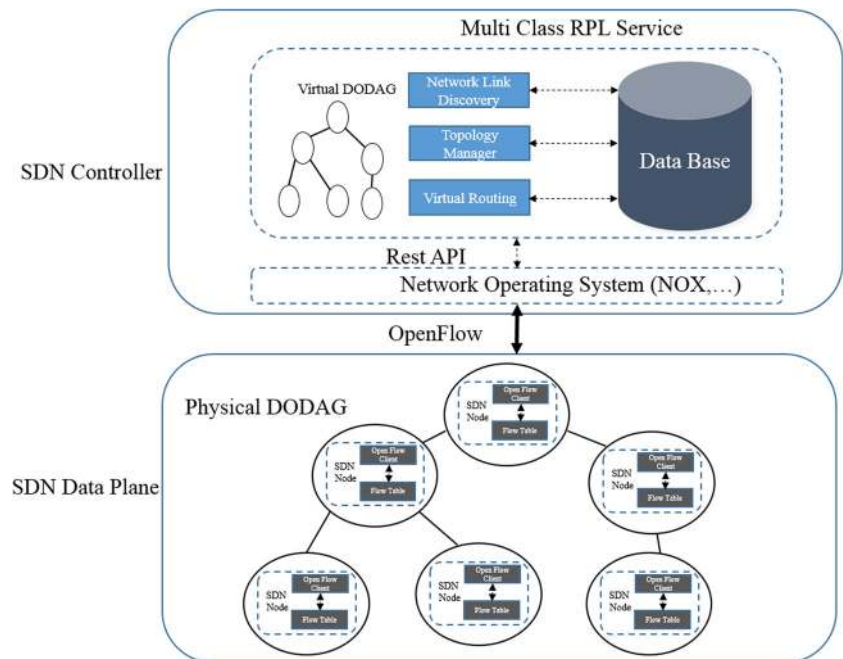 Multi Class RPL Service
Virtual DODAG
Network Link
Discovery
Topology
Manager
Virtual Routing
Data Base
SDN Controller
Rest API
Network Operating System (NOX,…)
OpenFlow
Physical DODAG
SDN Data Plane
SDN
Node
Open Flow
Client
Flow Table
SDN
Node
Open Flow
Client
Flow Table
SDN
Node
Open Flow
Client
Flow Table
SDN
Node
Open Flow
Client
Flow Table
SDN
Node
Open Flow
Client
Flow Table
SDN
Node
Open Flow
Client
Flow Table